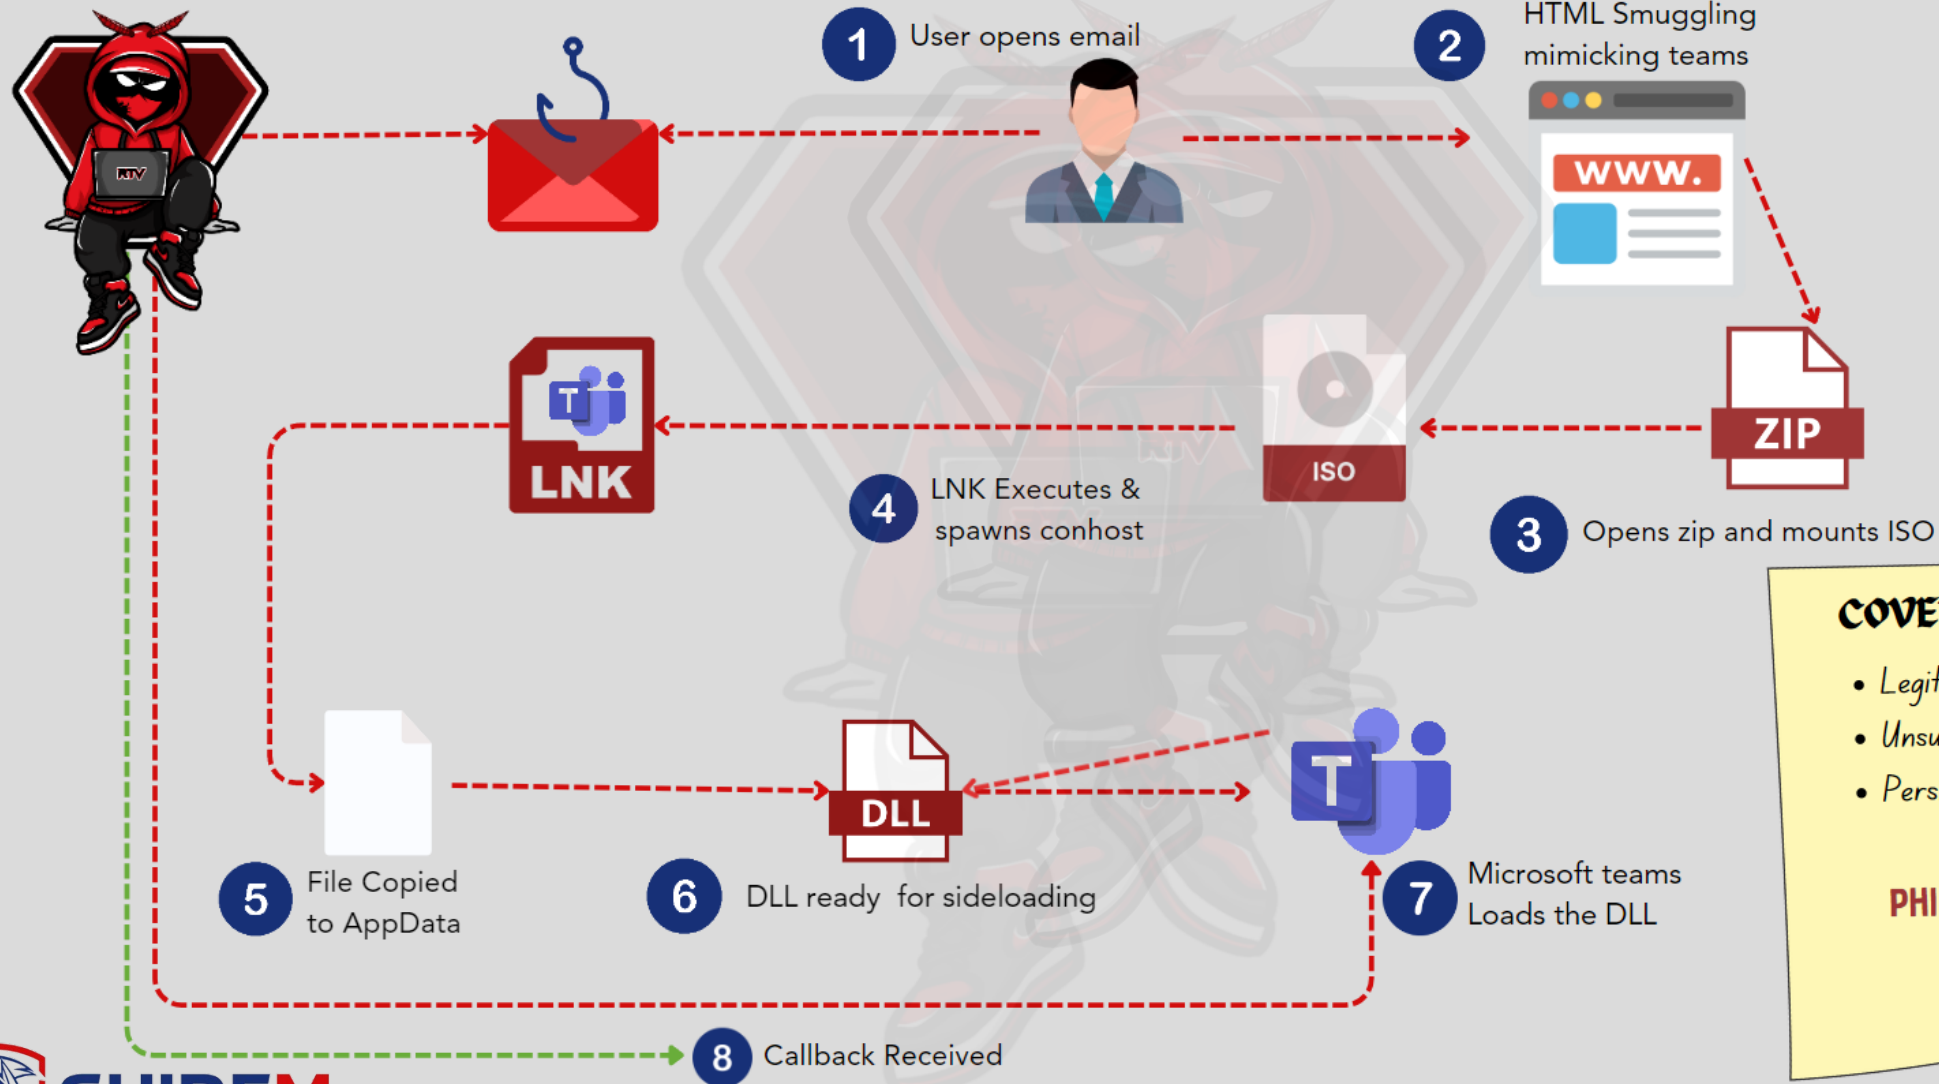 1 User opens email
2 HTML Smuggling
mimicking teams
www.
RTV
LNK
ISO
ZIP
4 LNK Executes &
spawns conhost
3 Opens zip and mounts ISO
DLL
5 File Copied
to AppData
6 DLL ready for sideloading
7 Microsoft teams
Loads the DLL
8 Callback Received
T
T
RTV